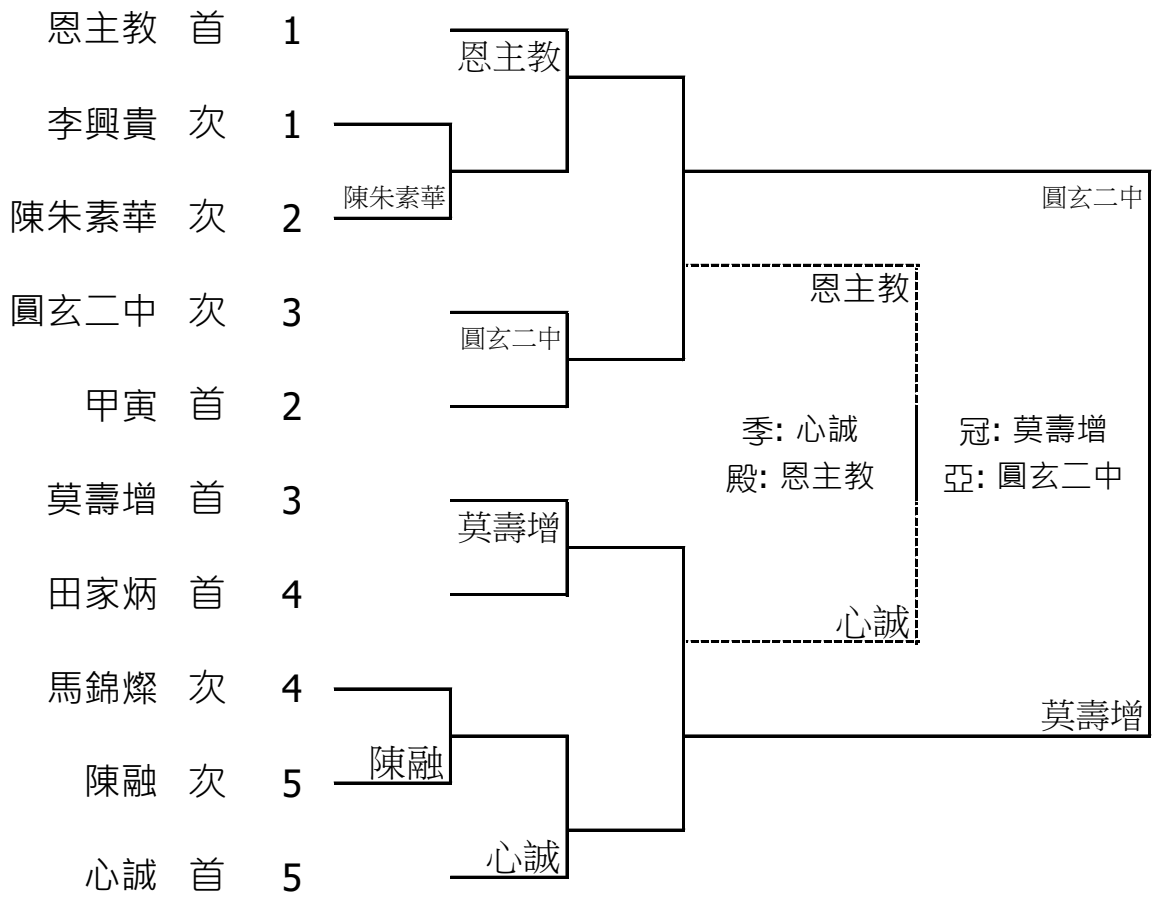 恩主教 首 1
恩主教
李興貴 次 1
陳朱素華
陳朱素華 次 2
圓玄二中
恩主教
圓玄二中 次 3
圓玄二中
甲寅 首 2
季: 心誠
殿: 恩主教
冠: 莫壽增
亞: 圓玄二中
莫壽增 首 3
莫壽增
田家炳 首 4
心誠
馬錦燦 次 4
莫壽增
陳融
陳融 次 5
心誠
心誠 首 5